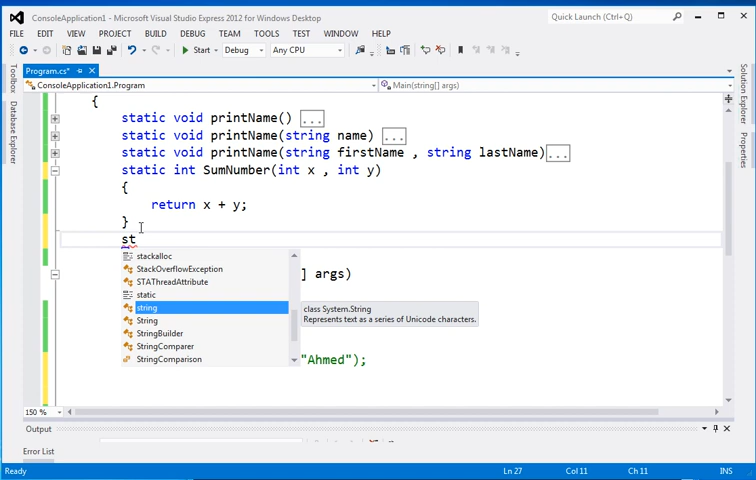 ConsoleApplication1 - Microsoft Visual Studio Express 2012 for Windows Desktop
Quick Launch (Ctrl+Q)
FILE EDIT VIEW PROJECT BUILD DEBUG TEAM TOOLS TEST WINDOW HELP
Start Debug Any CPU
Toolbox
Database Explorer
Program.cs*
ConsoleApplication1.Program
Main(string[] args)
{
static void printName() ...
static void printName(string name) ...
static void printName(string firstName , string lastName)...
static int SumNumber(int x , int y)
{
return x + y;
}
st
stackalloc
StackOverflowException
STAThreadAttribute
static
string
String
StringBuilder
StringComparer
StringComparison
] args)
class System.String
Represents text as a series of Unicode characters.
"Ahmed");
Solution Explorer
Properties
150 %
Output
Error List
Ready
Ln 27
Col 11
Ch 11
INS